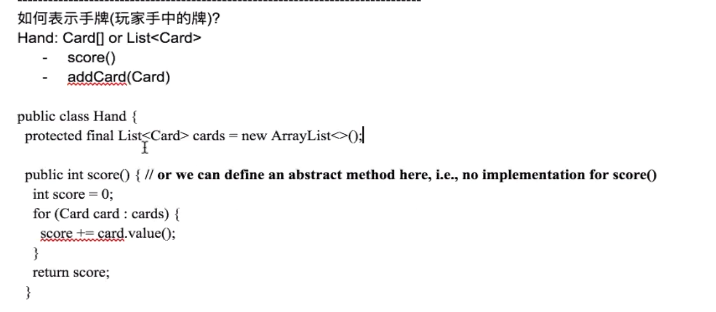 如何表示手牌(玩家手中的牌)?
Hand: Card[] or List<Card>
- score()
- addCard(Card)
public class Hand {
protected final List<Card> cards = new ArrayList<>();
public int score() { // or we can define an abstract method here, i.e., no implementation for score()
int score = 0;
for (Card card : cards) {
score += card.value();
}
return score;
}